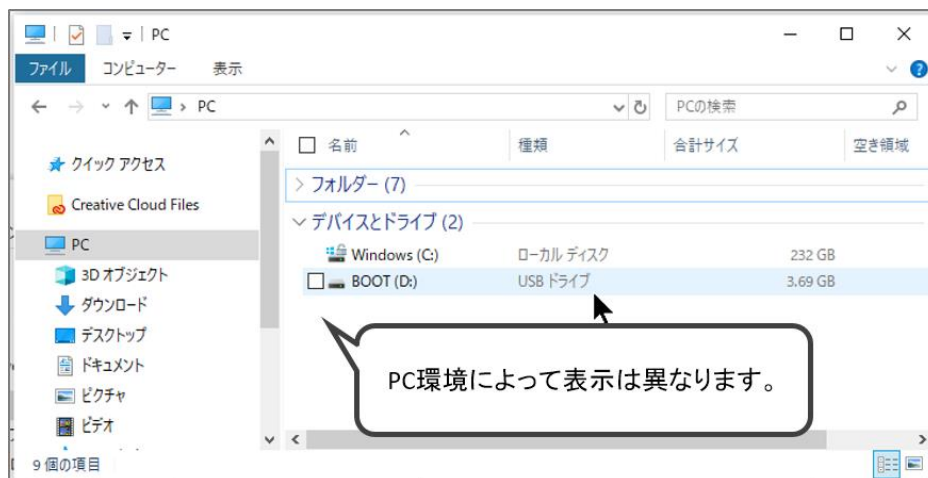 PC
ファイル コンピューター 表示
PC PCの検索
名前 種類 合計サイズ 空き領域
クイック アクセス
フォルダー (7)
Creative Cloud Files
デバイスとドライブ (2)
PC
Windows (C:) ローカル ディスク 232 GB
3D オブジェクト
BOOT (D:) USB ドライブ 3.69 GB
ダウンロード
デスクトップ
ドキュメント
PC環境によって表示は異なります。
ピクチャ
ビデオ
9 個の項目